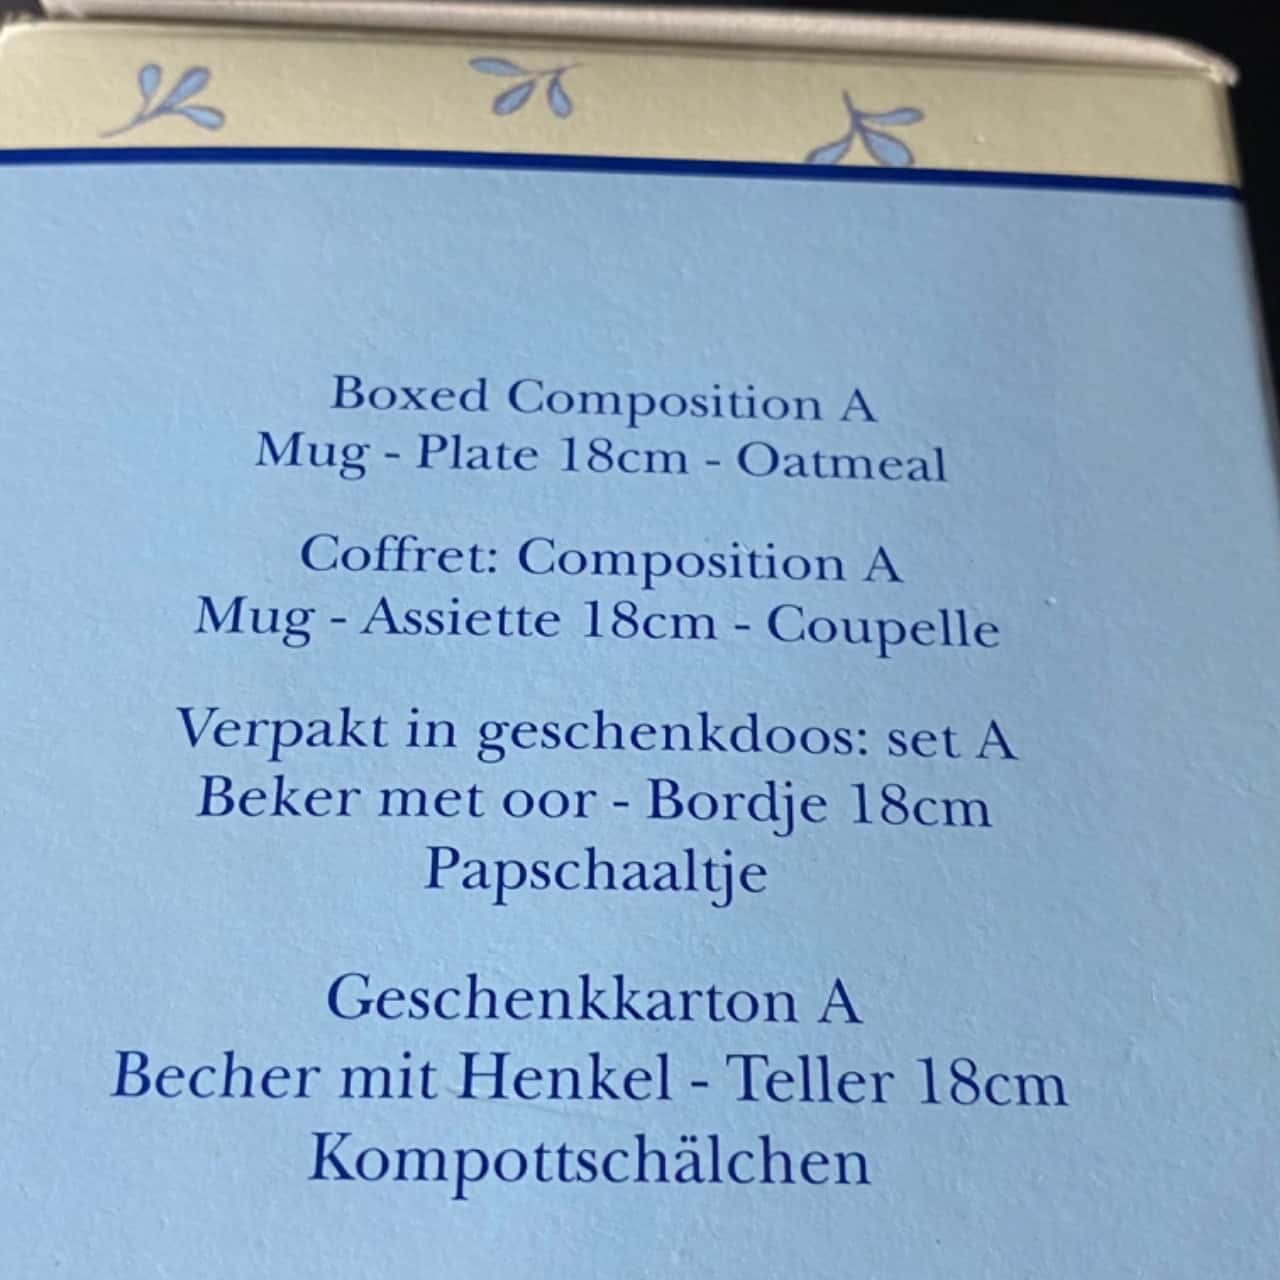 Boxed Composition A
Mug - Plate 18cm - Oatmeal
Coffret: Composition A
Mug - Assiette 18cm - Coupelle
Verpakt in geschenkdoos: set A
Beker met oor - Bordje 18cm
Papschaaltje
Geschenkkarton A
Becher mit Henkel - Teller 18cm
Kompottschälchen